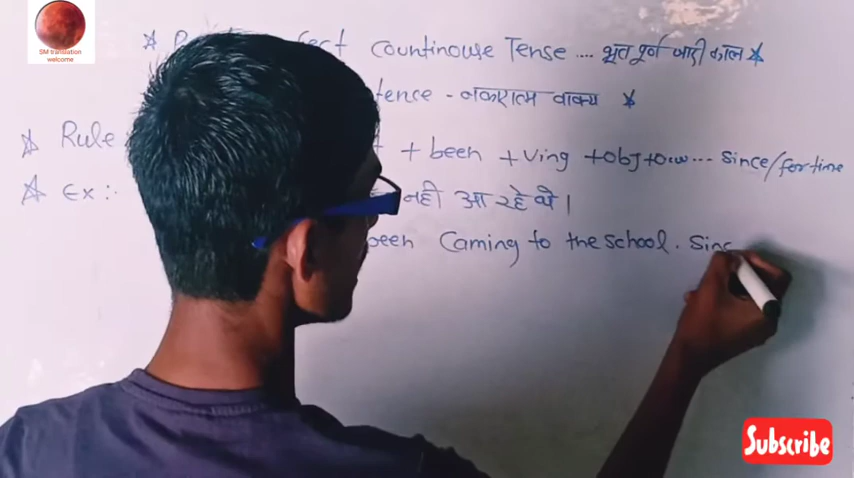 SM translation
welcome
ect Countinouse Tense .... भूत पूर्ण जारी काल
tence - नकरात्म वाक्य
Rule + been + Ving + obj + o.w... Since/for time
Ex :- नही आ रहे थे।
been Caming to the school. Sinc
Subscribe